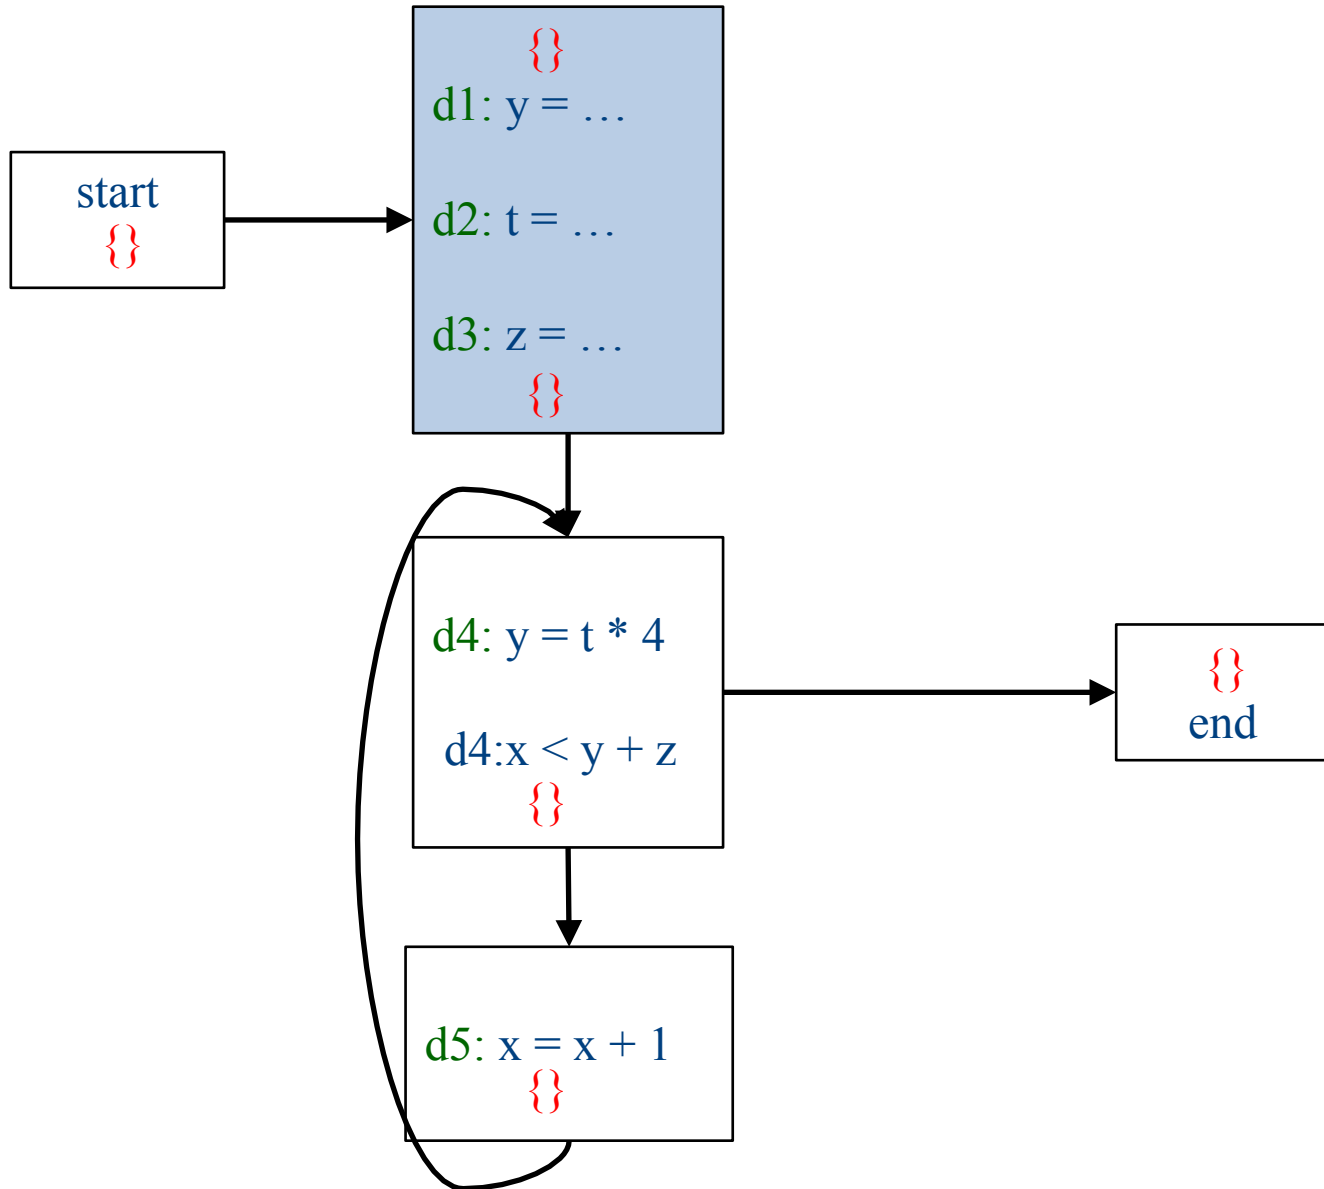 {}
d1: y = …
d2: t = …
d3: z = …
{}
start
{}
d4: y = t * 4
d4:x < y + z
{}
{}
end
d5: x = x + 1
{}